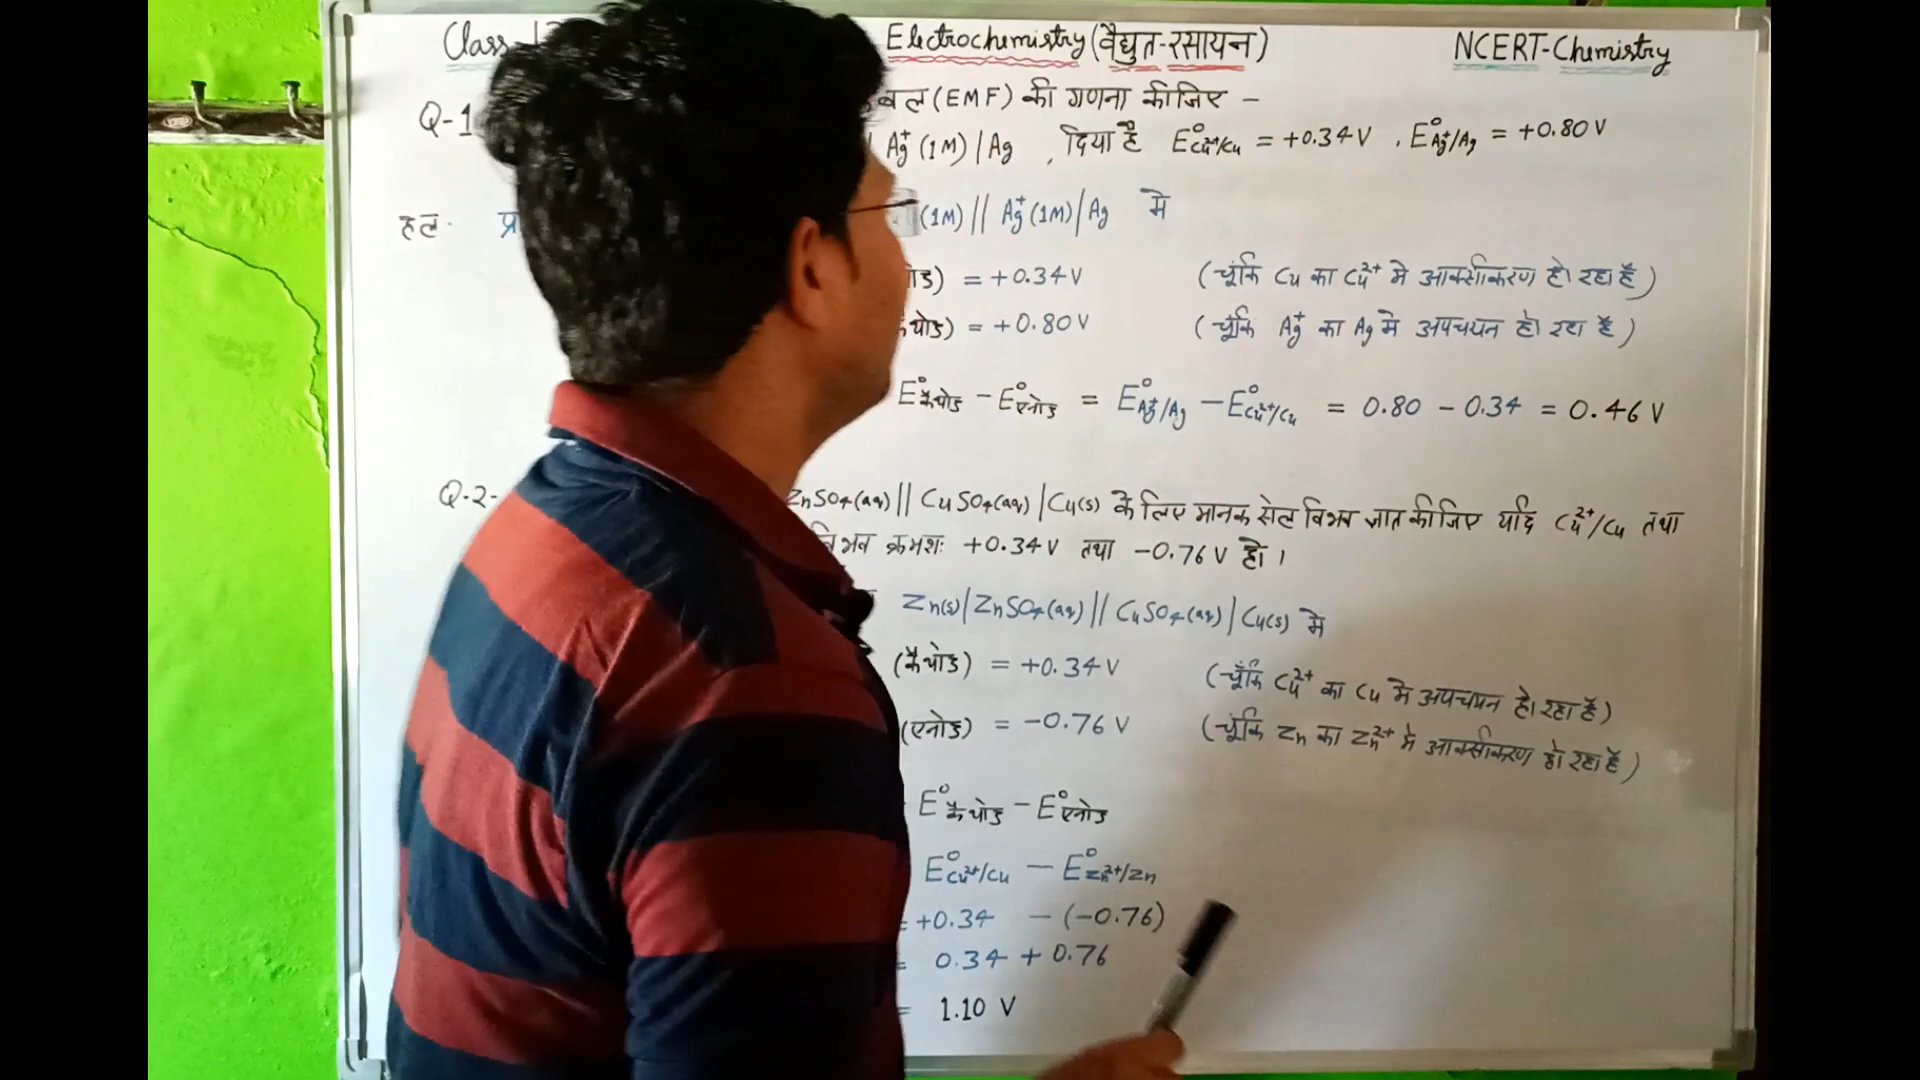 Class-12 Electrochemistry (वैद्युत-रसायन) NCERT-Chemistry
Q-1 बल (EMF) की गणना कीजिए -
Ag⁺(1M)/Ag , दिया है E°Cu²⁺/Cu = +0.34V , E°Ag⁺/Ag = +0.80V
हल- (1M)// Ag⁺(1M)/Ag मे
= +0.34V (चूंकि Cu का Cu²⁺ मे आक्सीकरण हो रहा है)
= +0.80V (चूंकि Ag⁺ का Ag मे अपचयन हो रहा है)
E°कैथोड - E°एनोड = E°Ag⁺/Ag - E°Cu²⁺/Cu = 0.80 - 0.34 = 0.46 V
Q-2- ZnSO₄(aq)// CuSO₄(aq)/Cu(s) के लिए मानक सेल विभव ज्ञात कीजिए यदि Cu²⁺/Cu तथा
विभव क्रमशः +0.34V तथा -0.76V हो ।
Zn(s)/ZnSO₄(aq)// CuSO₄(aq)/Cu(s) मे
(कैथोड) = +0.34V (चूँकि Cu²⁺ का Cu मे अपचयन हो रहा है)
(एनोड) = -0.76V (चूंकि Zn का Zn²⁺ मे आक्सीकरण हो रहा है)
E°कैथोड - E°एनोड
E°Cu²⁺/Cu - E°Zn²⁺/Zn
= +0.34 - (-0.76)
= 0.34 + 0.76
= 1.10 V